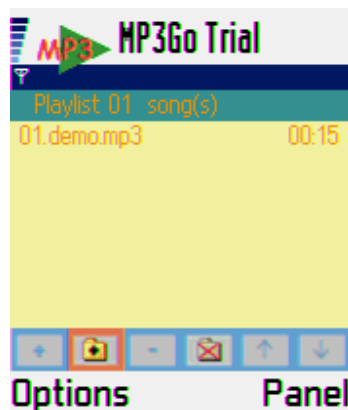 MP3 MP3Go Trial
Playlist 01 song(s)
01.demo.mp3 00:15
Options Panel